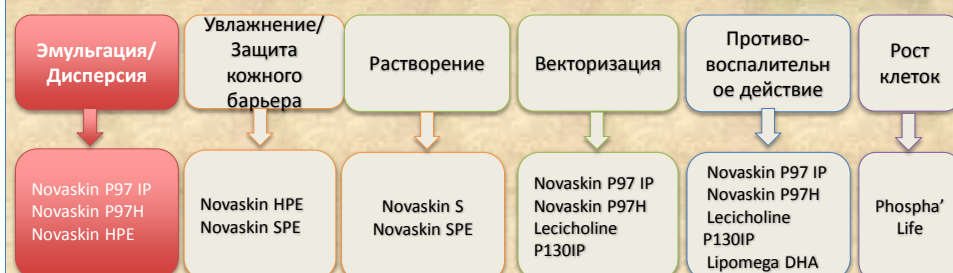 Эмульгация/
Дисперсия
Увлажнение/
Защита
кожного
барьера
Растворение
Векторизация
Противо-
воспалительн
ое действие
Рост
клеток
Novaskin P97 IP
Novaskin P97H
Novaskin HPE
Novaskin HPE
Novaskin SPE
Novaskin S
Novaskin SPE
Novaskin P97 IP
Novaskin P97H
Lecicholine
P130IP
Novaskin P97 IP
Novaskin P97H
Lecicholine
P130IP
Lipomega DHA
Phospha’
Life